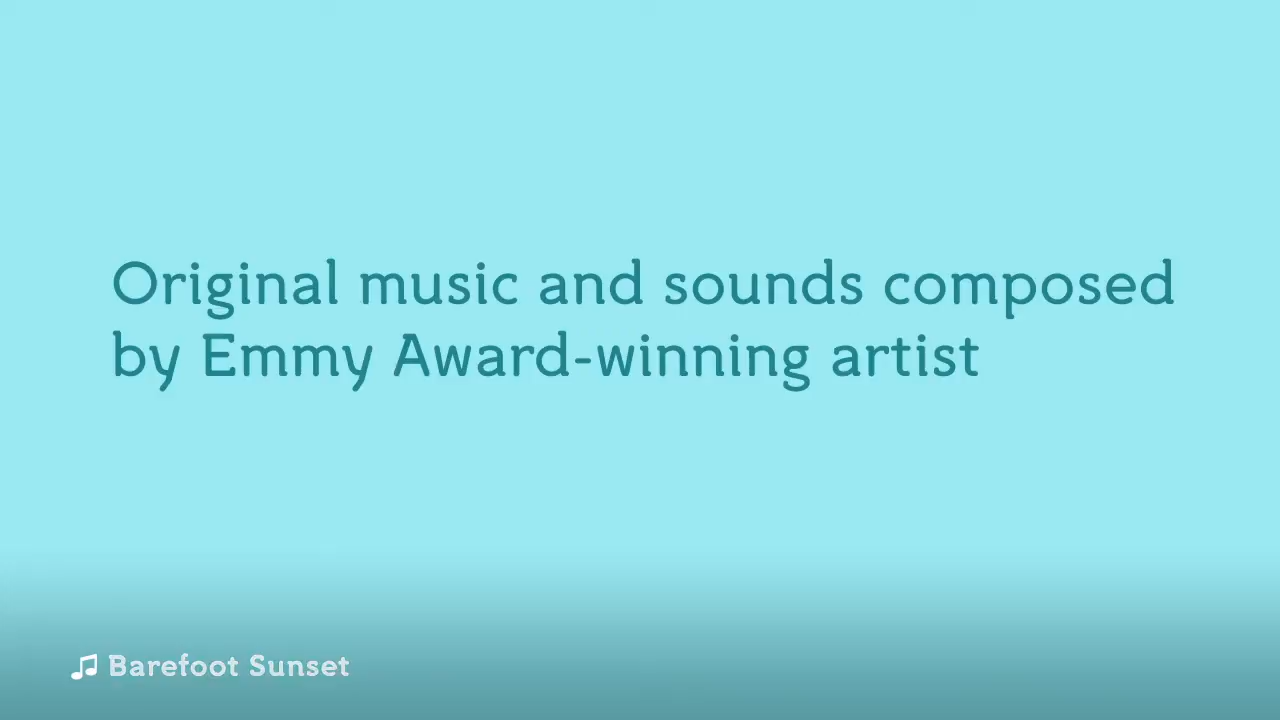 Original music and sounds composed
by Emmy Award-winning artist
Barefoot Sunset